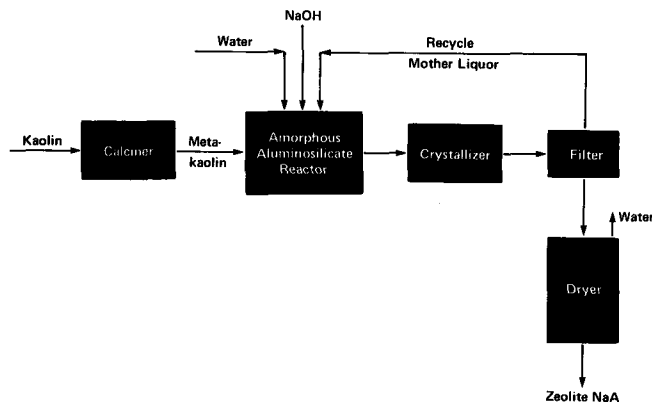 NaOH
Water
Recycle
Mother Liquor
Kaolin
Calciner
Meta-
kaolin
Amorphous
Aluminosilicate
Reactor
Crystallizer
Filter
Water
Dryer
Zeolite NaA